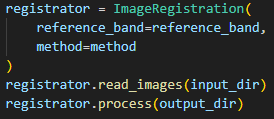 registrator = ImageRegistration(
    reference_band=reference_band,
    method=method
)
registrator.read_images(input_dir)
registrator.process(output_dir)